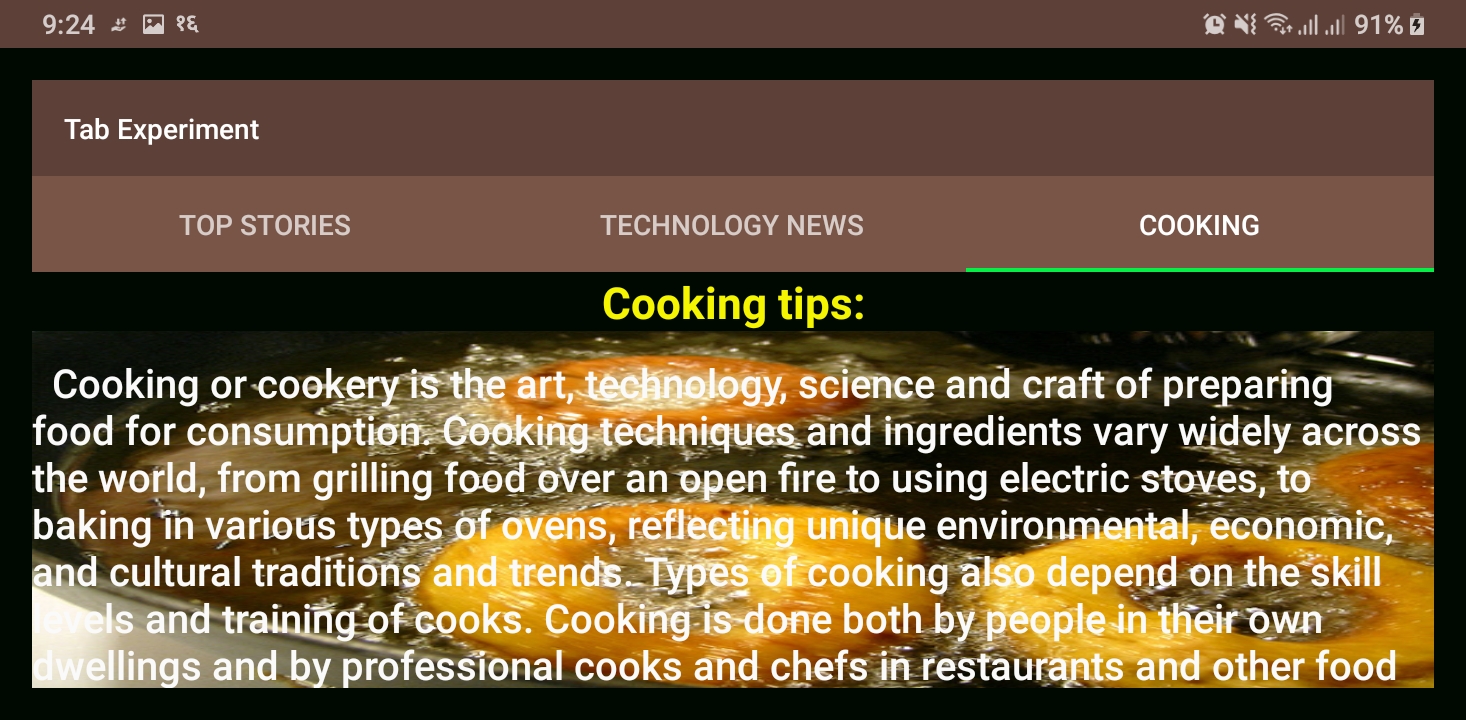 9:24 १६ 91%
Tab Experiment
TOP STORIES TECHNOLOGY NEWS COOKING
Cooking tips:
Cooking or cookery is the art, technology, science and craft of preparing
food for consumption. Cooking techniques and ingredients vary widely across
the world, from grilling food over an open fire to using electric stoves, to
baking in various types of ovens, reflecting unique environmental, economic,
and cultural traditions and trends. Types of cooking also depend on the skill
levels and training of cooks. Cooking is done both by people in their own
dwellings and by professional cooks and chefs in restaurants and other food